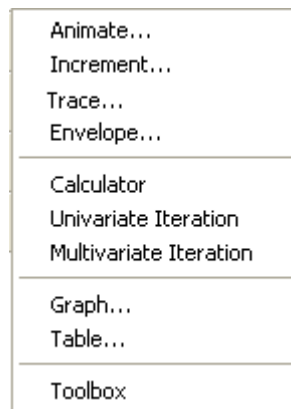 Animate...
Increment...
Trace...
Envelope...
Calculator
Univariate Iteration
Multivariate Iteration
Graph...
Table...
Toolbox